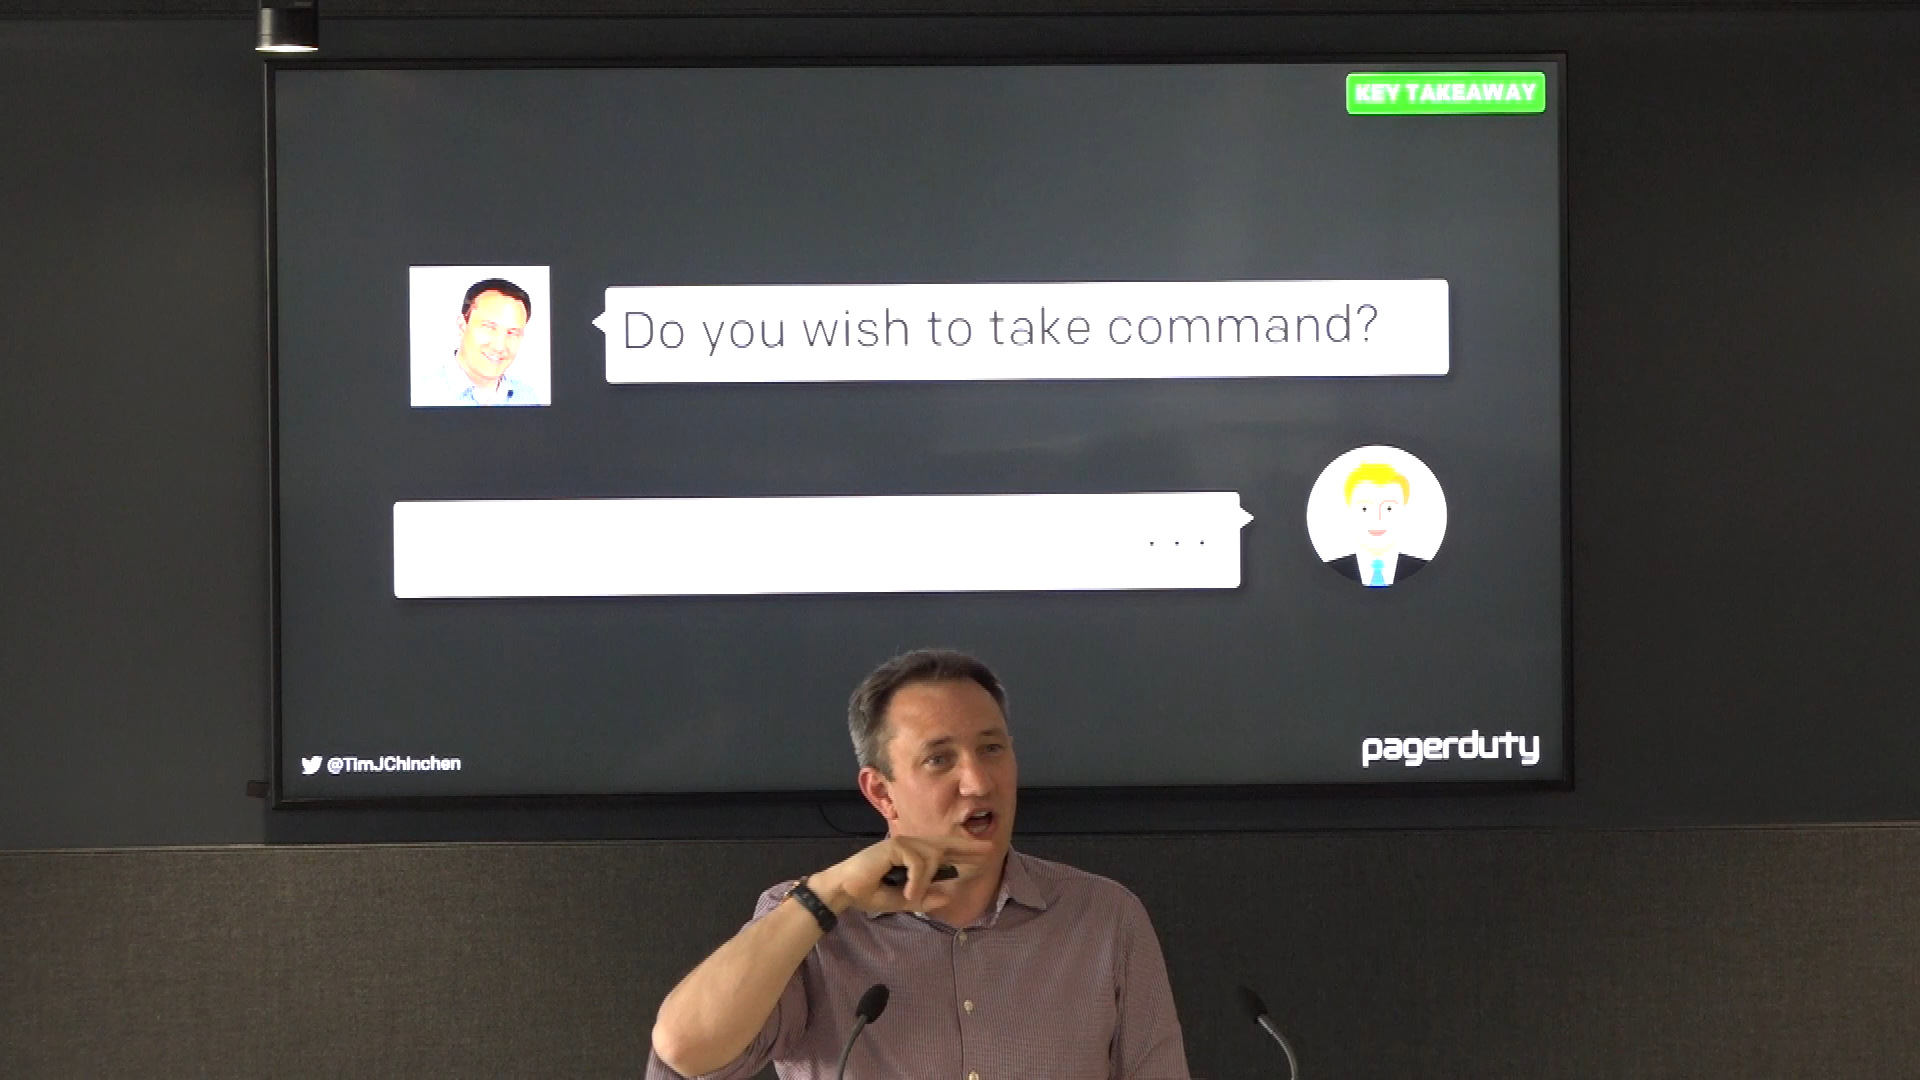 KEY TAKEAWAY
Do you wish to take command?
. . .
@TimJChinchen
pagerduty